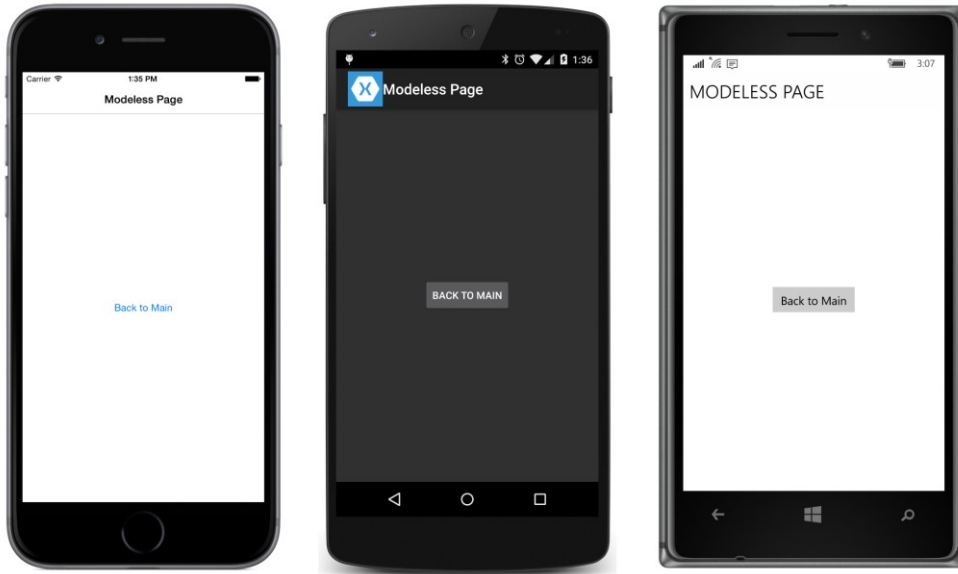 Carrier 1:35 PM
Modeless Page
Back to Main
1:36
Modeless Page
BACK TO MAIN
3:07
MODELESS PAGE
Back to Main